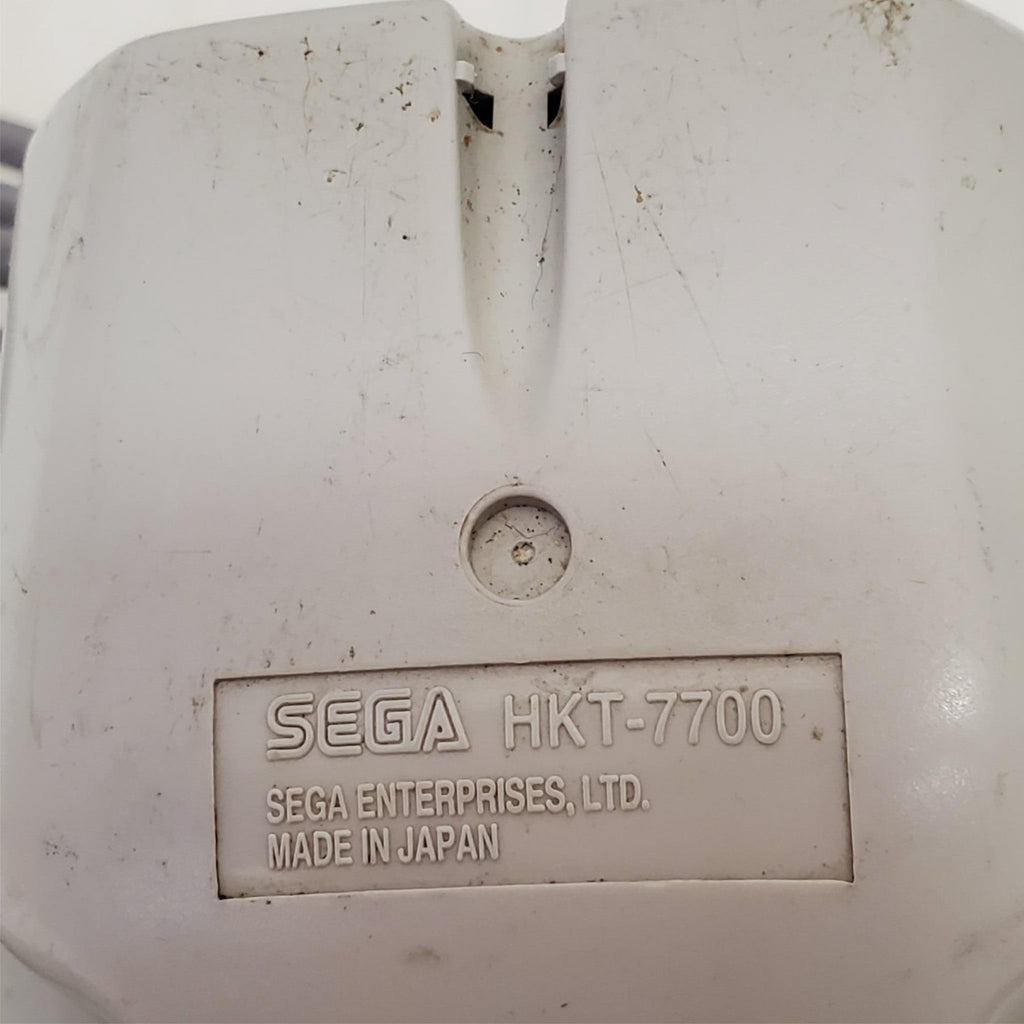 SEGA HKT-7700
SEGA ENTERPRISES, LTD.
MADE IN JAPAN